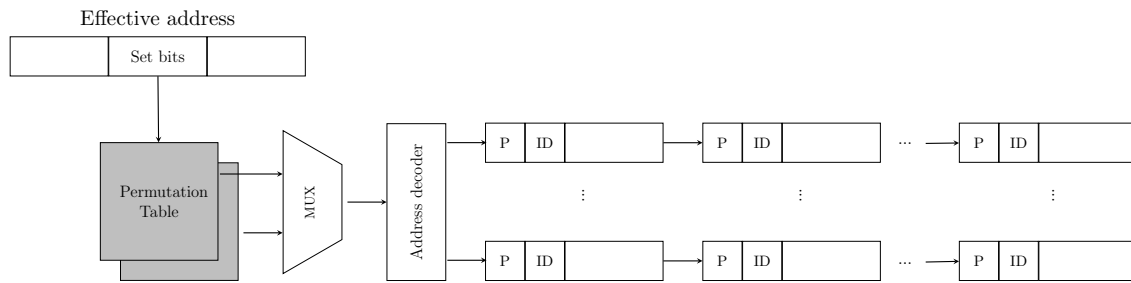 Effective address
Set bits
Permutation
Table
MUX
Address decoder
P ID P ID ... P ID
⋮ ⋮ ⋮
P ID P ID ... P ID